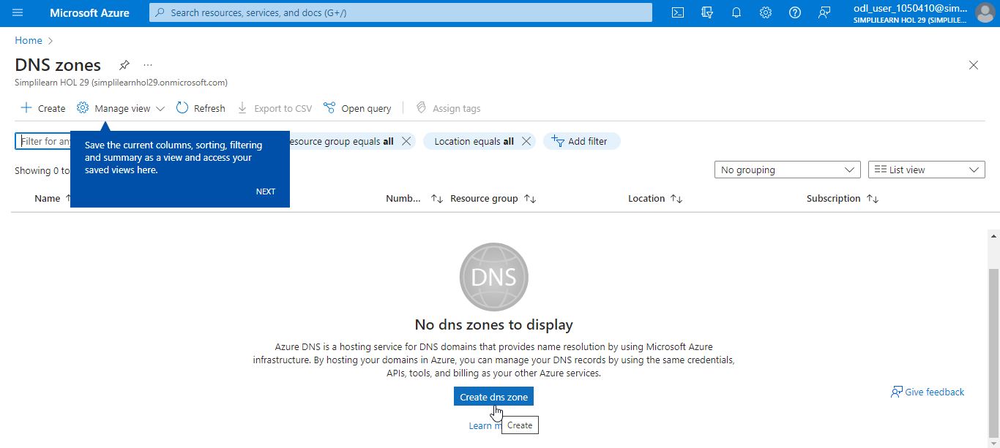 Microsoft Azure
Search resources, services, and docs (G+/)
odl_user_1050410@sim...
SIMPLILEARN HOL 29 (SIMPLILE...
Home
DNS zones
...
Simplilearn HOL 29 (simplilearnhol29.onmicrosoft.com)
Create
Manage view
Refresh
Export to CSV
Open query
Assign tags
Filter for any
Save the current columns, sorting, filtering
and summary as a view and access your
saved views here.
NEXT
esource group equals all
Location equals all
Add filter
Showing 0 to
No grouping
List view
Name
Numb...
Resource group
Location
Subscription
DNS
No dns zones to display
Azure DNS is a hosting service for DNS domains that provides name resolution by using Microsoft Azure
infrastructure. By hosting your domains in Azure, you can manage your DNS records by using the same credentials,
APIs, tools, and billing as your other Azure services.
Create dns zone
Give feedback
Learn m
Create